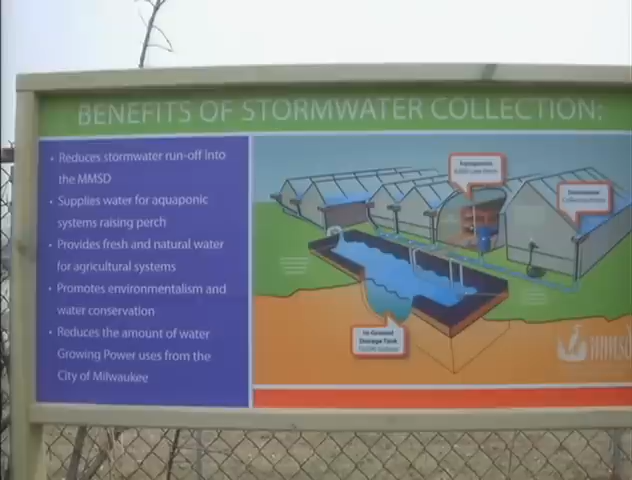 BENEFITS OF STORMWATER COLLECTION:
• Reduces stormwater run-off into
the MMSD
• Supplies water for aquaponic
systems raising perch
• Provides fresh and natural water
for agricultural systems
• Promotes environmentalism and
water conservation
• Reduces the amount of water
Growing Power uses from the
City of Milwaukee
In-Ground
Storage Tank
mmsd